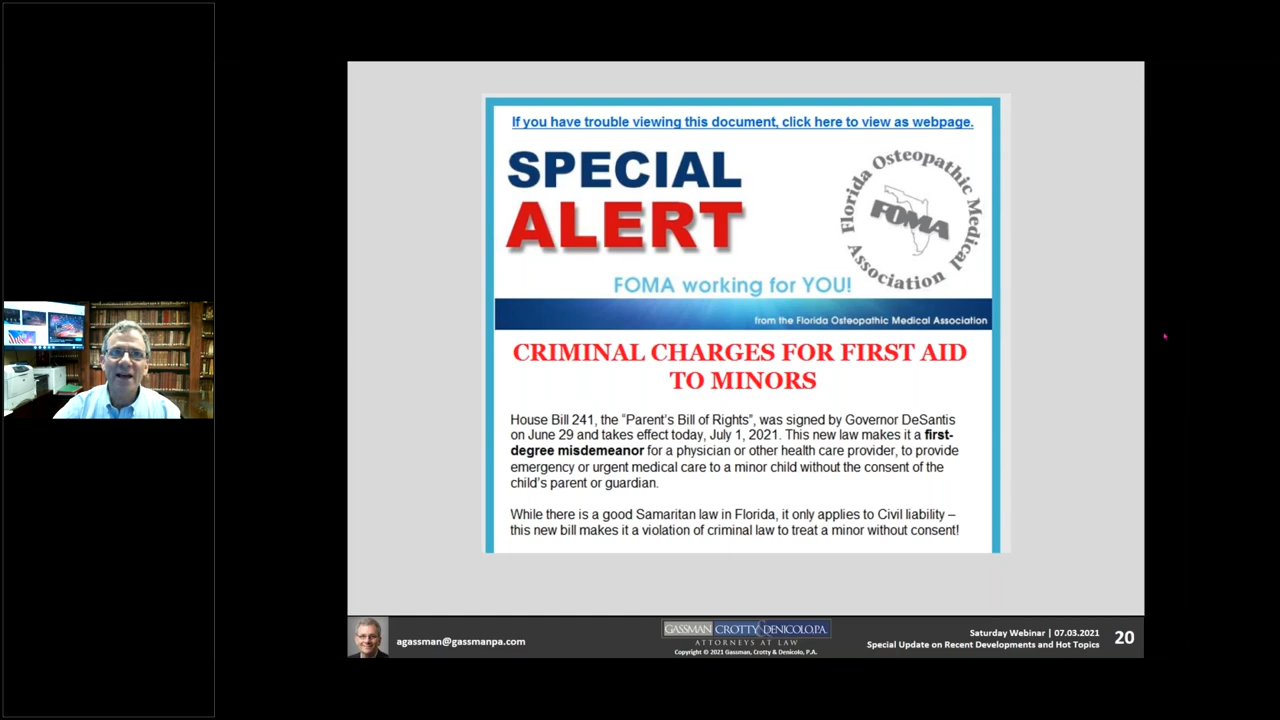 If you have trouble viewing this document, click here to view as webpage.
SPECIAL
ALERT
Florida Osteopathic Medical Association
FOMA
FOMA working for YOU!
from the Florida Osteopathic Medical Association
CRIMINAL CHARGES FOR FIRST AID
TO MINORS
House Bill 241, the “Parent’s Bill of Rights”, was signed by Governor DeSantis
on June 29 and takes effect today, July 1, 2021. This new law makes it a first-
degree misdemeanor for a physician or other health care provider, to provide
emergency or urgent medical care to a minor child without the consent of the
child’s parent or guardian.
While there is a good Samaritan law in Florida, it only applies to Civil liability –
this new bill makes it a violation of criminal law to treat a minor without consent!
agassman@gassmanpa.com
GASSMAN CROTTY DENICOLO, P.A.
ATTORNEYS AT LAW
Copyright © 2021 Gassman, Crotty & Denicolo, P.A.
Saturday Webinar | 07.03.2021
Special Update on Recent Developments and Hot Topics
20